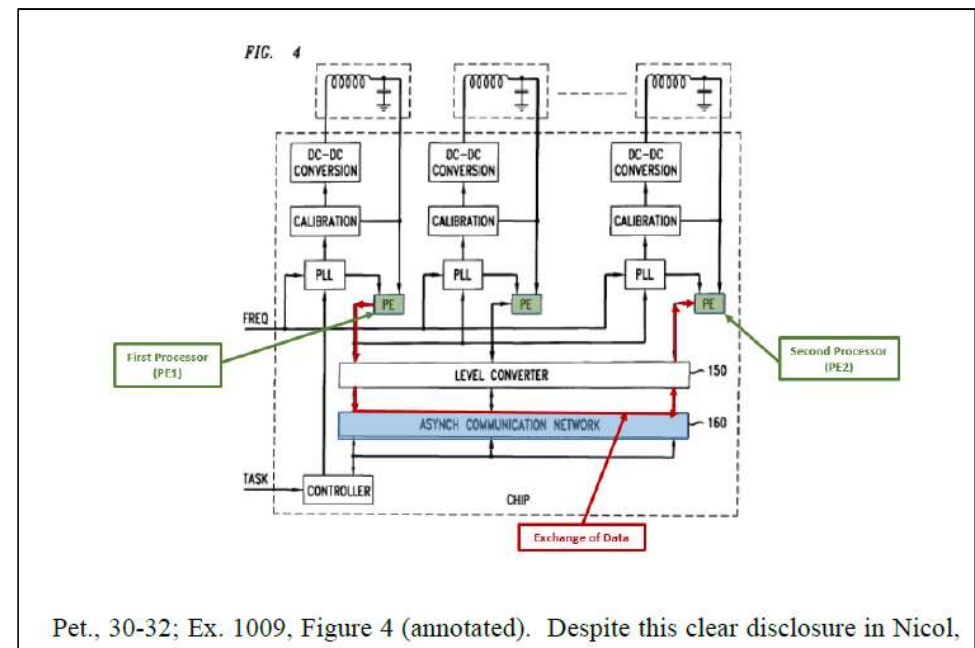 FIG. 4
DC-DC
CONVERSION
DC-DC
CONVERSION
DC-DC
CONVERSION
CALIBRATION
CALIBRATION
CALIBRATION
PLL
PLL
PLL
PE
PE
PE
FREQ
First Processor
(PE1)
Second Processor
(PE2)
LEVEL CONVERTER
150
ASYNCH COMMUNICATION NETWORK
160
TASK
CONTROLLER
CHIP
Exchange of Data
Pet., 30-32; Ex. 1009, Figure 4 (annotated).  Despite this clear disclosure in Nicol,